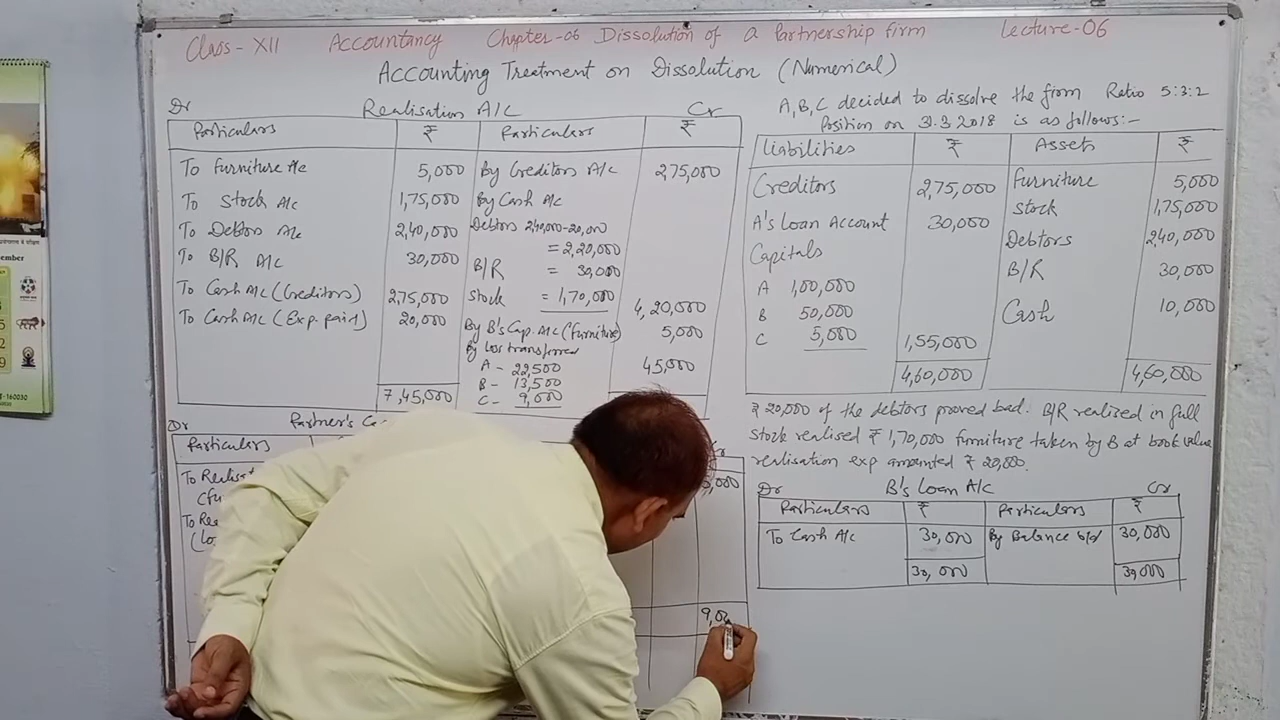 Class-XII Accountancy Chapter-06 Dissolution of a Partnership firm Lecture-06
Accounting Treatment on Dissolution (Numerical)
Dr Realisation A/C Cr
Particulars ₹ Particulars ₹
To Furniture A/c 5,000 By Creditors A/c 2,75,000
To Stock A/c 1,75,000 By Cash A/c
To Debtors A/c 2,40,000 Debtors 2,40,000-20,000
= 2,20,000
To B/R A/c 30,000 B/R = 30,000
To Cash A/c (Creditors) 2,75,000 Stock = 1,70,000 4,20,000
To Cash A/c (Exp. paid) 20,000 By B's Cap. A/c (furniture) 5,000
By Loss transferred
A - 22,500 45,000
B - 13,500
7,45,000 C - 9,000
A, B, C decided to dissolve the firm Ratio 5:3:2
Position on 31.3.2018 is as follows:-
Liabilities ₹ Assets ₹
Creditors 2,75,000 Furniture 5,000
A's Loan Account 30,000 Stock 1,75,000
Capitals Debtors 2,40,000
A 1,00,000 B/R 30,000
B 50,000 Cash 10,000
C 5,000 1,55,000
4,60,000 4,60,000
₹ 20,000 of the debtors proved bad. B/R realized in full
stock realised ₹ 1,70,000 furniture taken by B at book value
realisation exp amounted ₹ 20,000.
Dr Partner's Ca
Particulars
To Realisa
To Rea
Dr B's Loan A/C Cr
Particulars ₹ Particulars ₹
To Cash A/c 30,000 By Balance b/d 30,000
30,000 30,000
160030